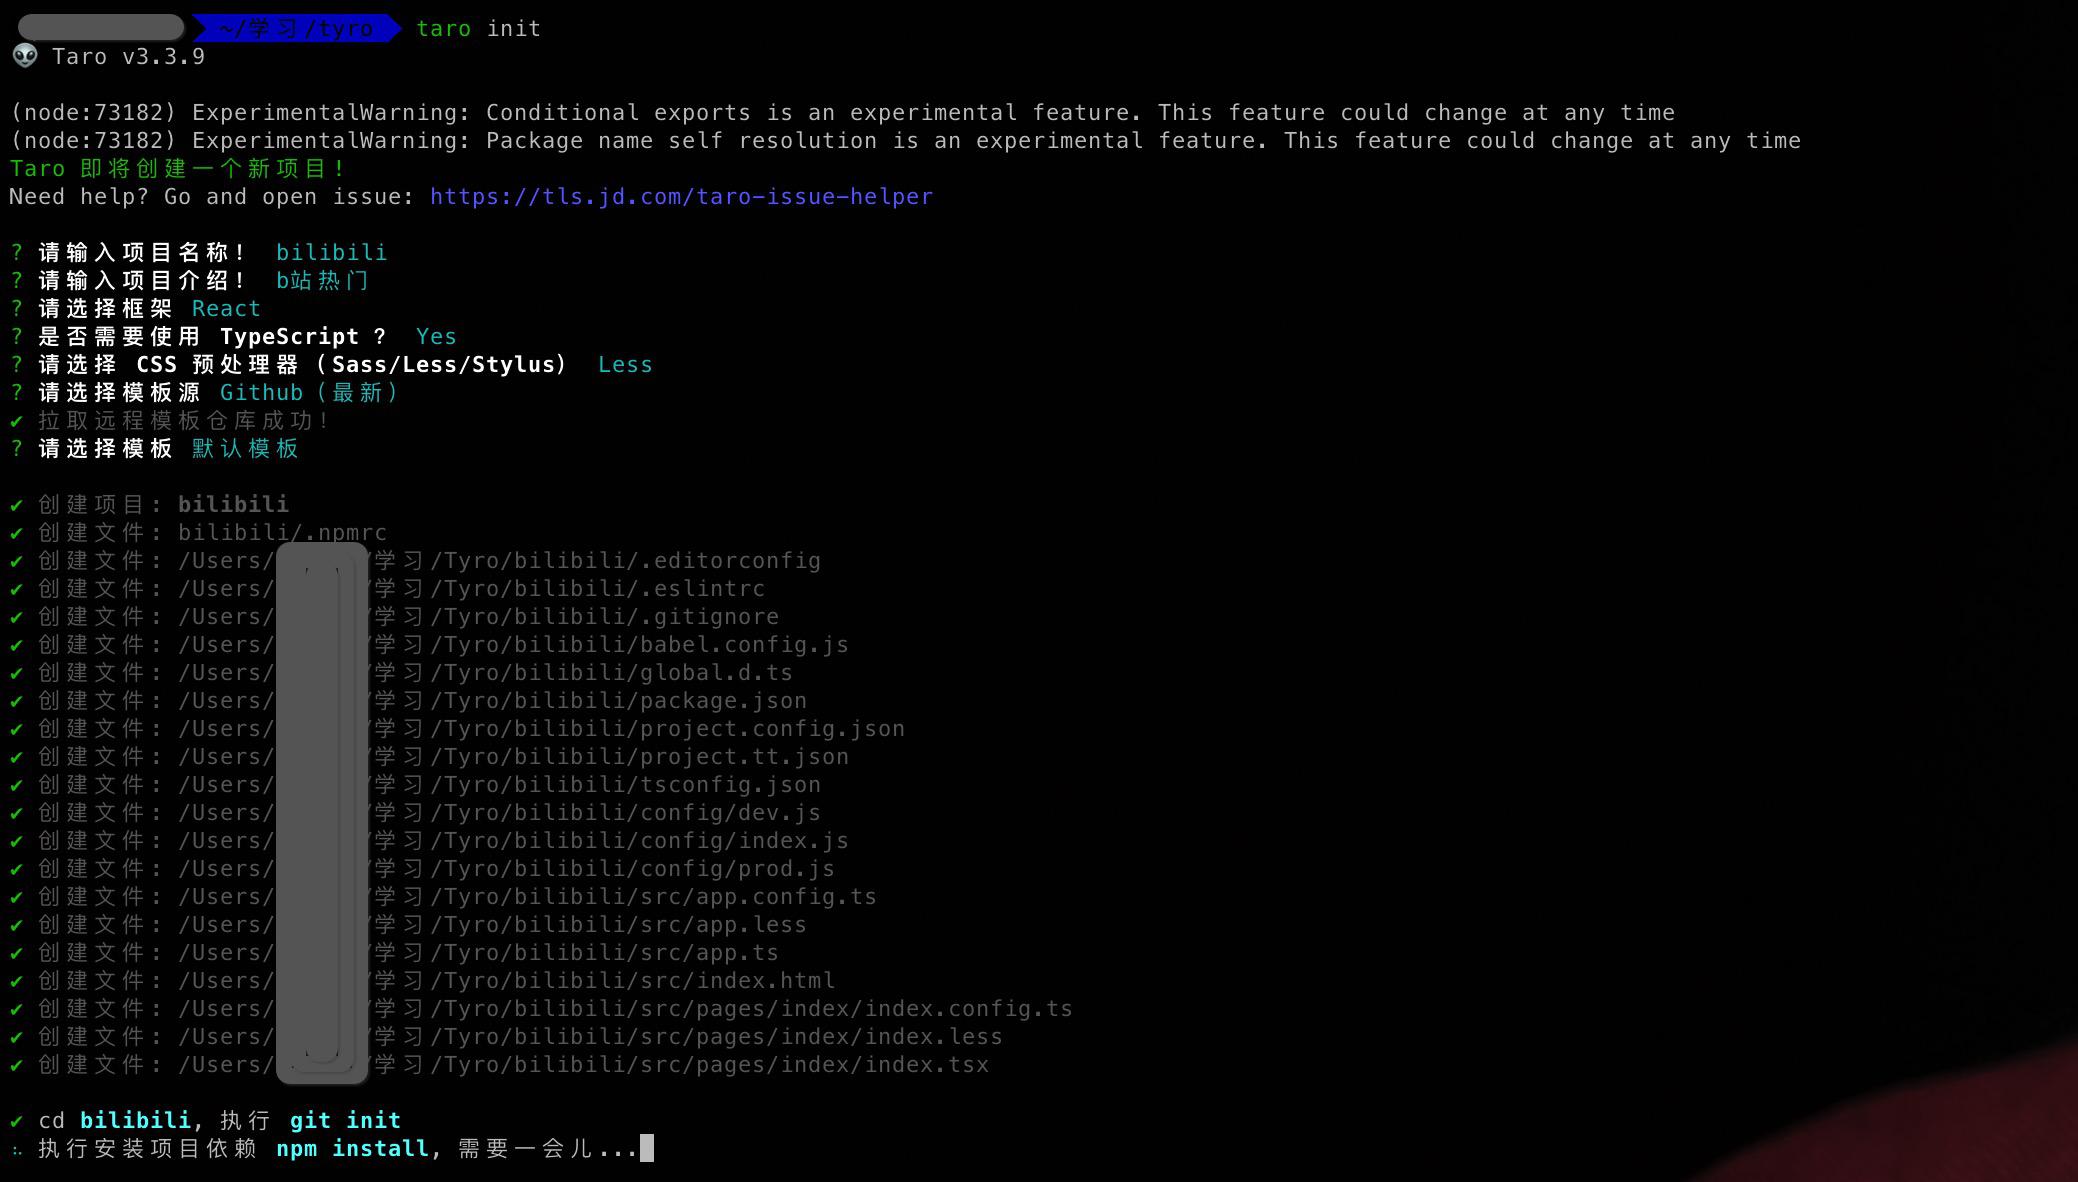 ~/学习/tyro taro init
Taro v3.3.9
(node:73182) ExperimentalWarning: Conditional exports is an experimental feature. This feature could change at any time
(node:73182) ExperimentalWarning: Package name self resolution is an experimental feature. This feature could change at any time
Taro 即将创建一个新项目!
Need help? Go and open issue: https://tls.jd.com/taro-issue-helper
? 请输入项目名称! bilibili
? 请输入项目介绍! b站热门
? 请选择框架 React
? 是否需要使用 TypeScript ? Yes
? 请选择 CSS 预处理器（Sass/Less/Stylus） Less
? 请选择模板源 Github（最新）
✔ 拉取远程模板仓库成功!
? 请选择模板 默认模板
✔ 创建项目: bilibili
✔ 创建文件: bilibili/.npmrc
✔ 创建文件: /Users/ /学习/Tyro/bilibili/.editorconfig
✔ 创建文件: /Users/ /学习/Tyro/bilibili/.eslintrc
✔ 创建文件: /Users/ /学习/Tyro/bilibili/.gitignore
✔ 创建文件: /Users/ /学习/Tyro/bilibili/babel.config.js
✔ 创建文件: /Users/ /学习/Tyro/bilibili/global.d.ts
✔ 创建文件: /Users/ /学习/Tyro/bilibili/package.json
✔ 创建文件: /Users/ /学习/Tyro/bilibili/project.config.json
✔ 创建文件: /Users/ /学习/Tyro/bilibili/project.tt.json
✔ 创建文件: /Users/ /学习/Tyro/bilibili/tsconfig.json
✔ 创建文件: /Users/ /学习/Tyro/bilibili/config/dev.js
✔ 创建文件: /Users/ /学习/Tyro/bilibili/config/index.js
✔ 创建文件: /Users/ /学习/Tyro/bilibili/config/prod.js
✔ 创建文件: /Users/ /学习/Tyro/bilibili/src/app.config.ts
✔ 创建文件: /Users/ /学习/Tyro/bilibili/src/app.less
✔ 创建文件: /Users/ /学习/Tyro/bilibili/src/app.ts
✔ 创建文件: /Users/ /学习/Tyro/bilibili/src/index.html
✔ 创建文件: /Users/ /学习/Tyro/bilibili/src/pages/index/index.config.ts
✔ 创建文件: /Users/ /学习/Tyro/bilibili/src/pages/index/index.less
✔ 创建文件: /Users/ /学习/Tyro/bilibili/src/pages/index/index.tsx
✔ cd bilibili, 执行 git init
执行安装项目依赖 npm install, 需要一会儿...